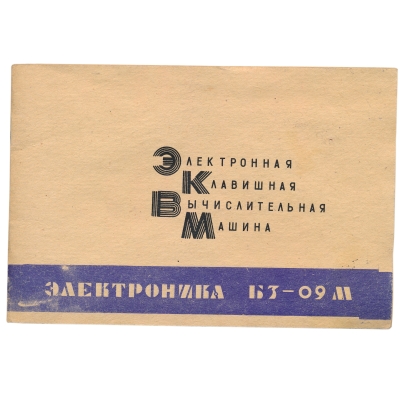 Электронная
Клавишная
Вычислительная
Машина
ЭЛЕКТРОНИКА Б3-09М